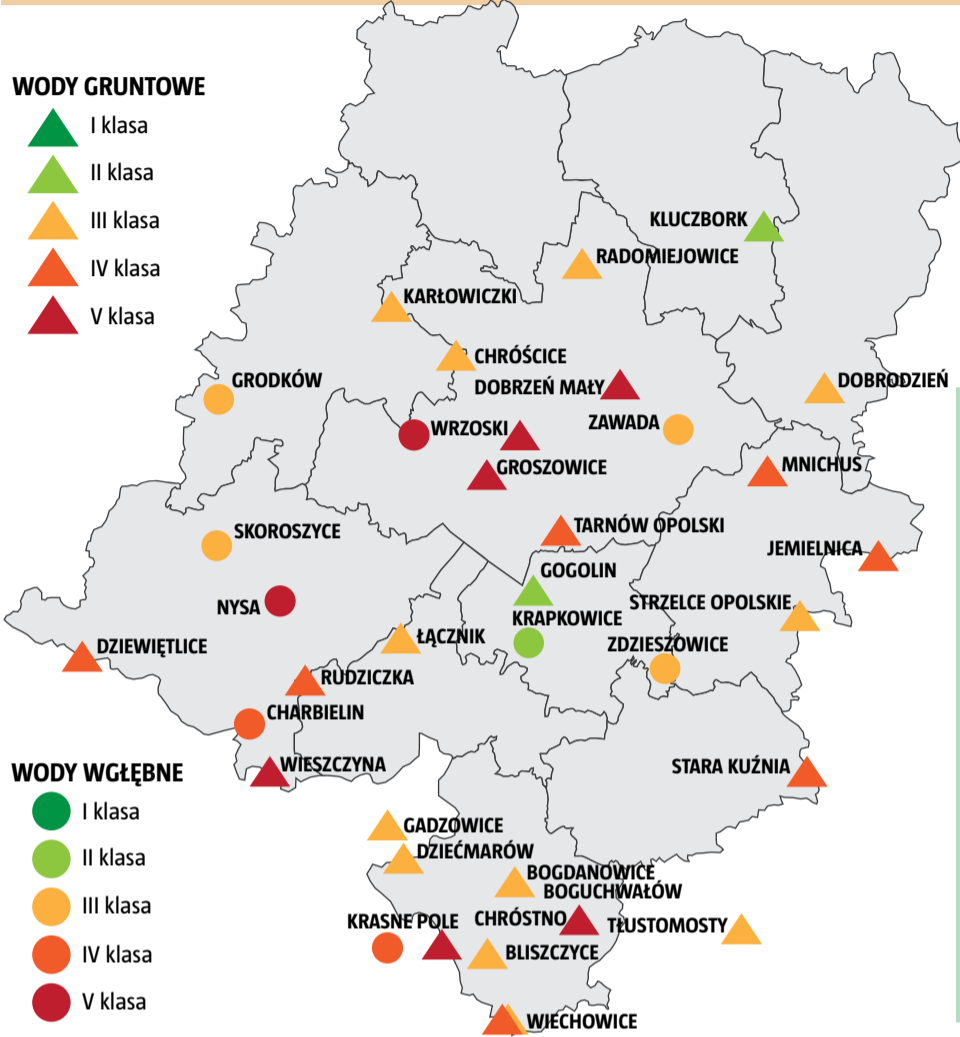 WODY GRUNTOWE
I klasa
II klasa
III klasa
IV klasa
V klasa
KLUCZBORK
RADOMIEJOWICE
KARŁOWICZKI
CHRÓŚCICE
GRODKÓW
DOBRZEŃ MAŁY
DOBRODZIEŃ
WRZOSKI
ZAWADA
GROSZOWICE
MNICHUS
SKOROSZYCE
TARNÓW OPOLSKI
JEMIELNICA
GOGOLIN
NYSA
KRAPKOWICE
STRZELCE OPOLSKIE
DZIEWIĘTLICE
ŁĄCZNIK
ZDZIESZOWICE
RUDZICZKA
CHARBIELIN
WIESZCZYNA
STARA KUŹNIA
WODY WGŁĘBNE
I klasa
II klasa
III klasa
IV klasa
V klasa
GADZOWICE
DZIEĆMARÓW
BOGDANOWICE
BOGUCHWAŁÓW
KRASNE POLE
CHRÓSTNO
TŁUSTOMOSTY
BLISZCZYCE
WIECHOWICE